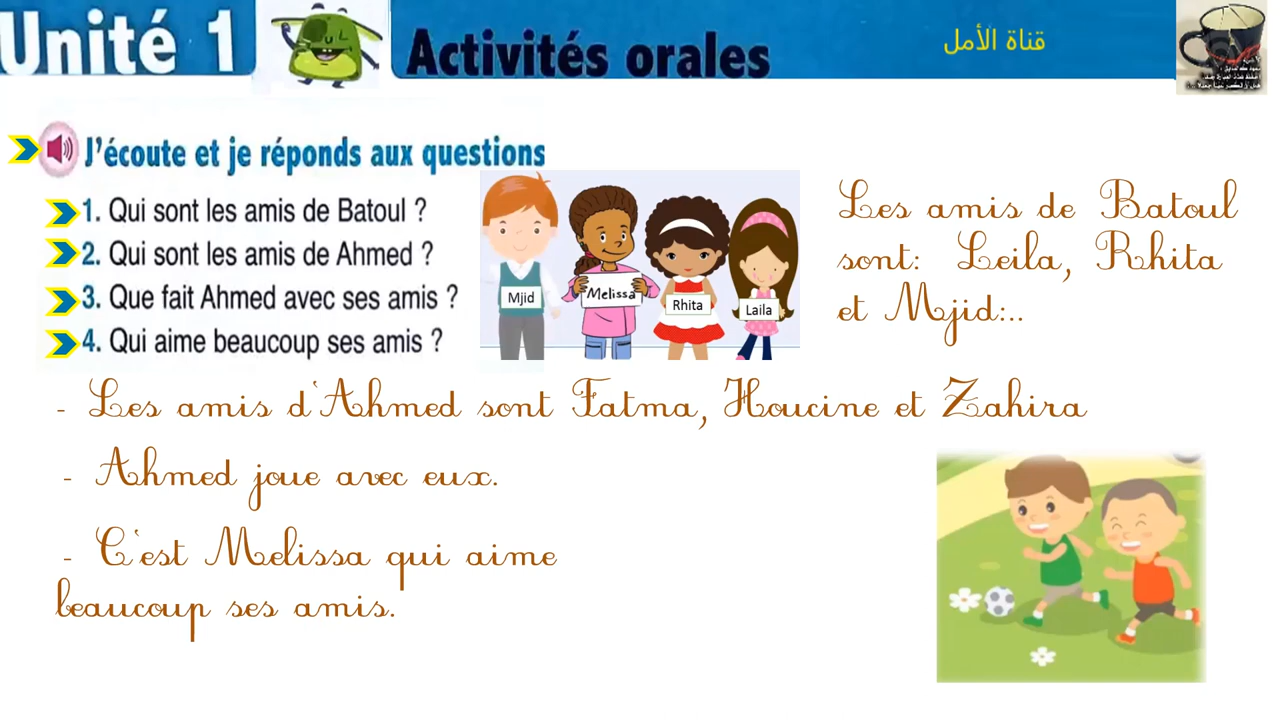 Unité 1
Activités orales
قناة الأمل
J'écoute et je réponds aux questions
1. Qui sont les amis de Batoul ?
2. Qui sont les amis de Ahmed ?
3. Que fait Ahmed avec ses amis ?
4. Qui aime beaucoup ses amis ?
Mjid
Melissa
Rhita
Laila
Les amis de Batoul
sont: Leila, Rhita
et Mjid:..
- Les amis d'Ahmed sont Fatma, Houcine et Zahira
- Ahmed joue avec eux.
- C'est Melissa qui aime
beaucoup ses amis.